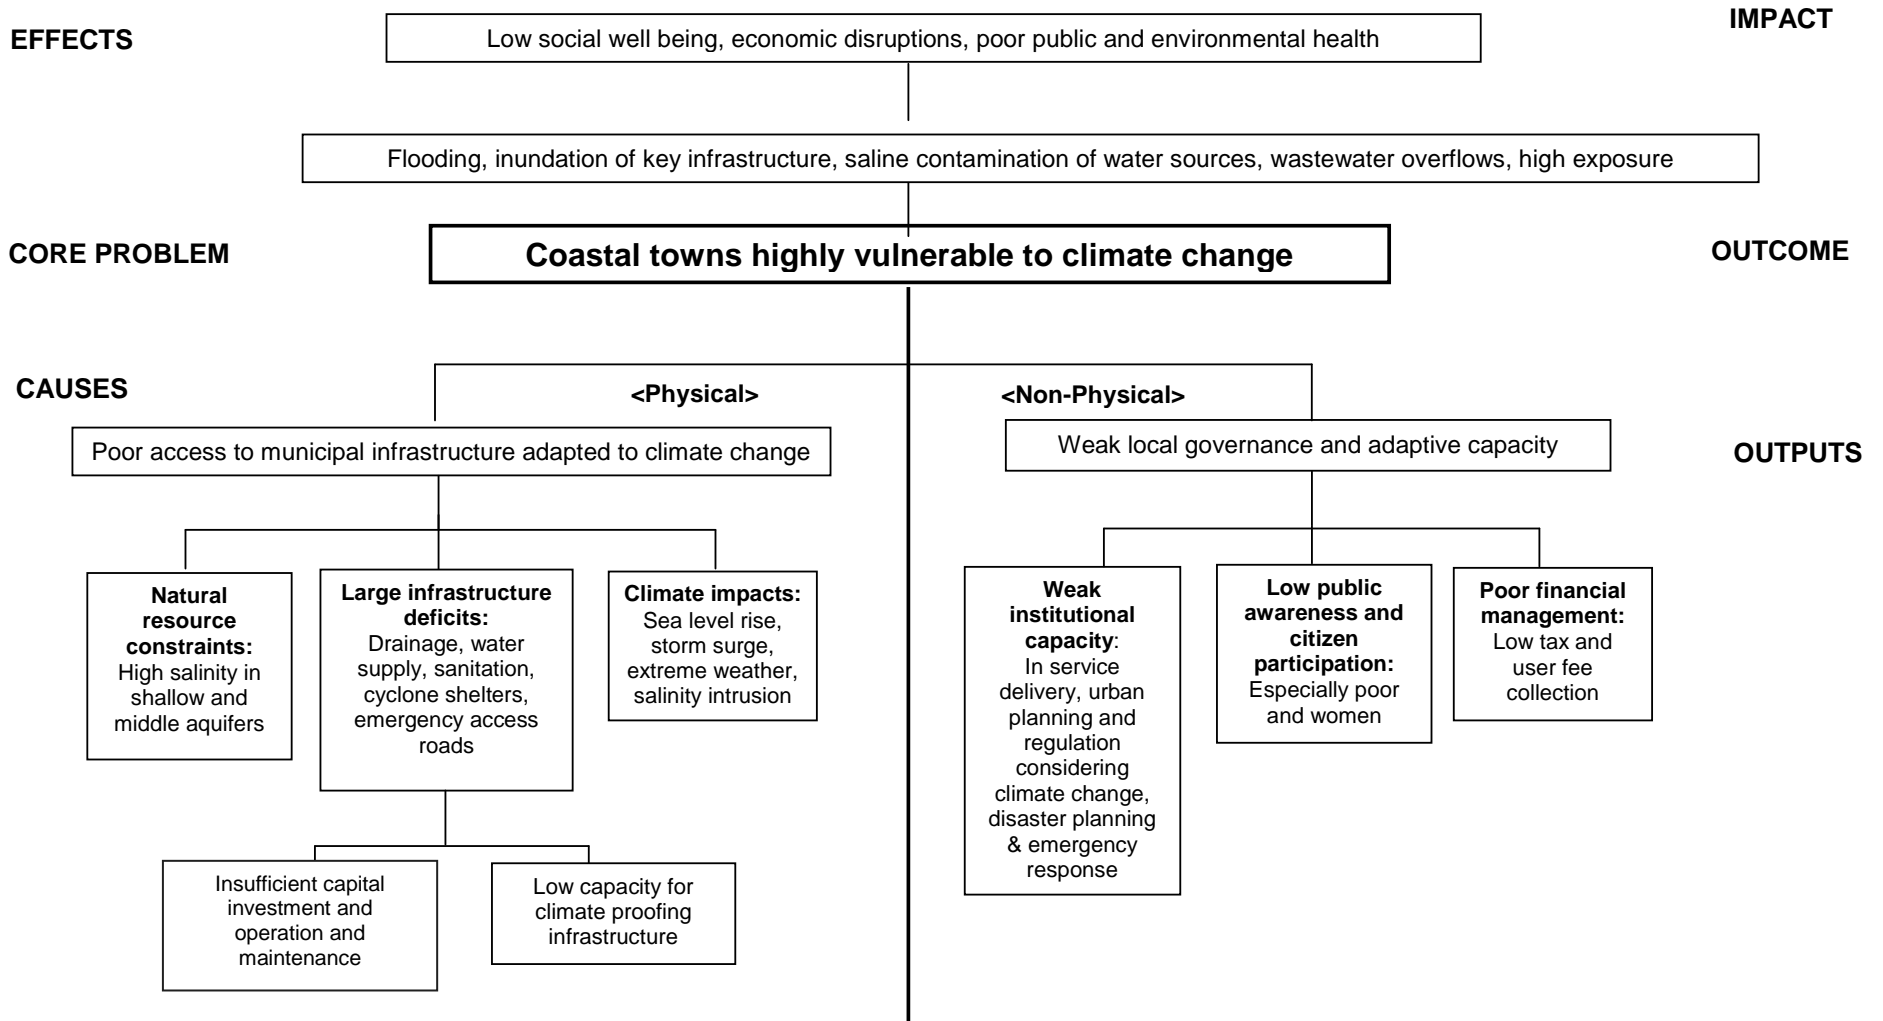 EFFECTS
Low social well being, economic disruptions, poor public and environmental health
IMPACT
Flooding, inundation of key infrastructure, saline contamination of water sources, wastewater overflows, high exposure
CORE PROBLEM
Coastal towns highly vulnerable to climate change
OUTCOME
CAUSES
<Physical>
<Non-Physical>
Poor access to municipal infrastructure adapted to climate change
Weak local governance and adaptive capacity
OUTPUTS
Natural
resource
constraints:
High salinity in
shallow and
middle aquifers
Large infrastructure
deficits:
Drainage, water
supply, sanitation,
cyclone shelters,
emergency access
roads
Climate impacts:
Sea level rise,
storm surge,
extreme weather,
salinity intrusion
Weak
institutional
capacity:
In service
delivery, urban
planning and
regulation
considering
climate change,
disaster planning
& emergency
response
Low public
awareness and
citizen
participation:
Especially poor
and women
Poor financial
management:
Low tax and
user fee
collection
Insufficient capital
investment and
operation and
maintenance
Low capacity for
climate proofing
infrastructure